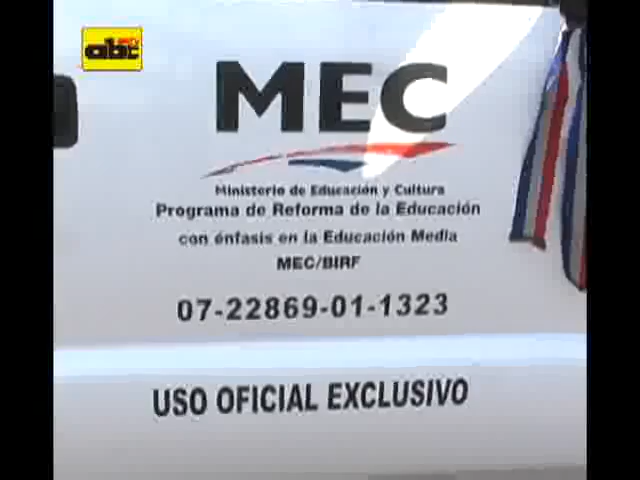 abc
MEC
Ministerio de Educación y Cultura
Programa de Reforma de la Educación
con énfasis en la Educación Media
MEC/BIRF
07-22869-01-1323
USO OFICIAL EXCLUSIVO